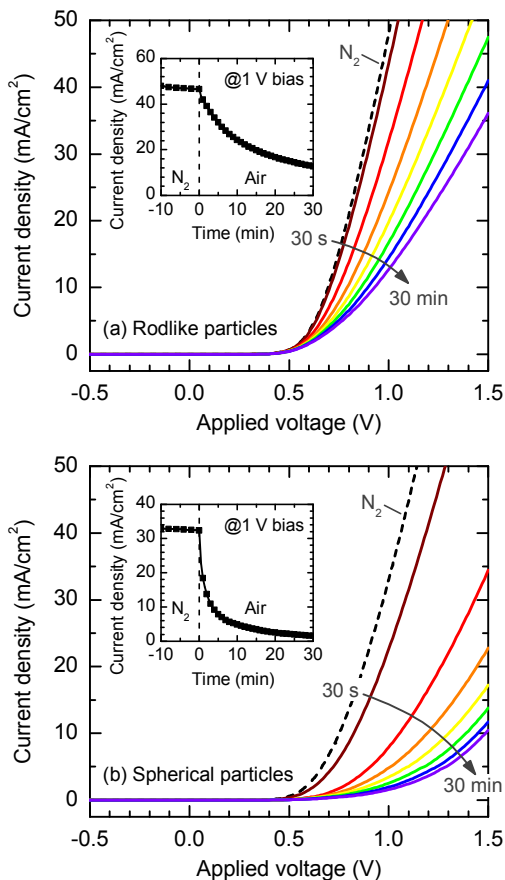 50
40
30
20
10
0
Current density (mA/cm²)
-0.5 0.0 0.5 1.0 1.5
Applied voltage (V)
N₂
30 s
30 min
(a) Rodlike particles
60
40
20
0
Current density (mA/cm²)
@1 V bias
N₂ Air
-10 0 10 20 30
Time (min)
50
40
30
20
10
0
Current density (mA/cm²)
-0.5 0.0 0.5 1.0 1.5
Applied voltage (V)
N₂
30 s
30 min
(b) Spherical particles
40
30
20
10
0
Current density (mA/cm²)
@1 V bias
N₂ Air
-10 0 10 20 30
Time (min)